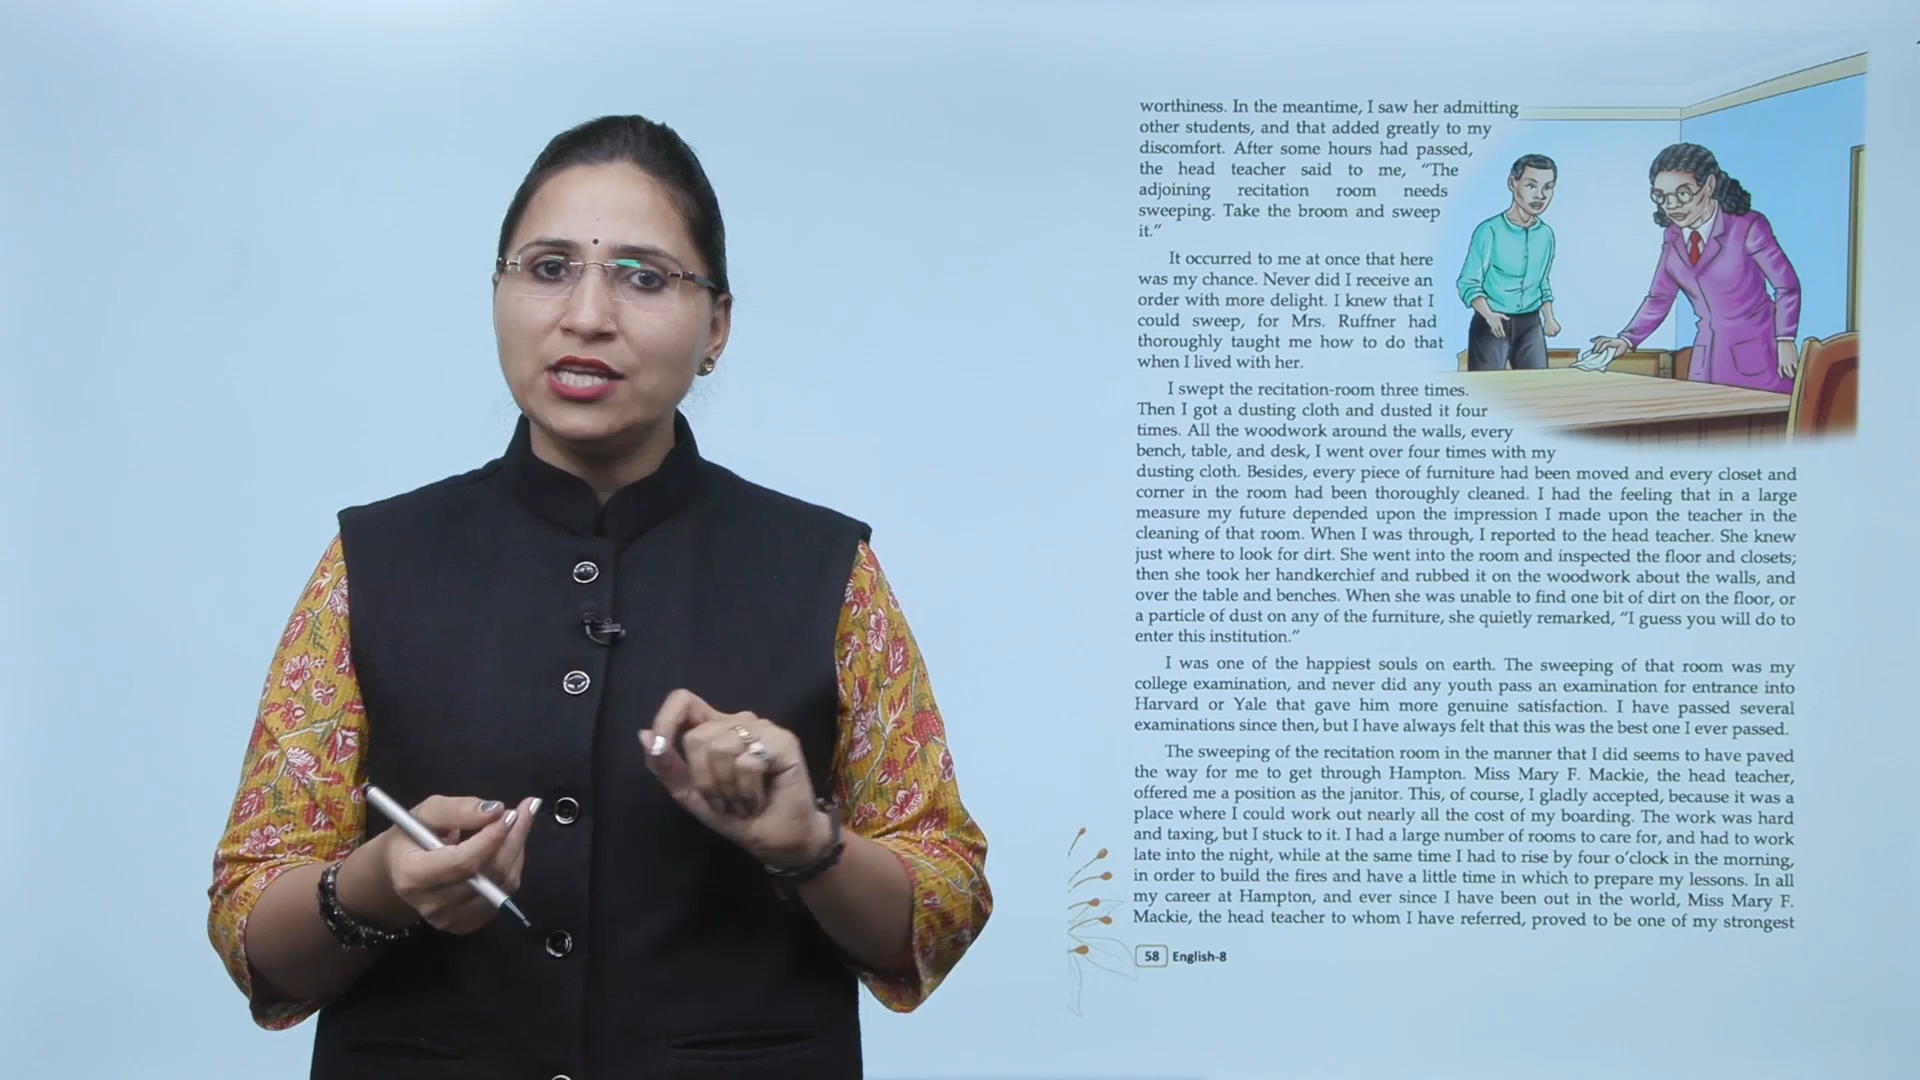 worthiness. In the meantime, I saw her admitting
other students, and that added greatly to my
discomfort. After some hours had passed,
the head teacher said to me, “The
adjoining recitation room needs
sweeping. Take the broom and sweep
it.”
It occurred to me at once that here
was my chance. Never did I receive an
order with more delight. I knew that I
could sweep, for Mrs. Ruffner had
thoroughly taught me how to do that
when I lived with her.
I swept the recitation-room three times.
Then I got a dusting cloth and dusted it four
times. All the woodwork around the walls, every
bench, table, and desk, I went over four times with my
dusting cloth. Besides, every piece of furniture had been moved and every closet and
corner in the room had been thoroughly cleaned. I had the feeling that in a large
measure my future depended upon the impression I made upon the teacher in the
cleaning of that room. When I was through, I reported to the head teacher. She knew
just where to look for dirt. She went into the room and inspected the floor and closets;
then she took her handkerchief and rubbed it on the woodwork about the walls, and
over the table and benches. When she was unable to find one bit of dirt on the floor, or
a particle of dust on any of the furniture, she quietly remarked, “I guess you will do to
enter this institution.”
I was one of the happiest souls on earth. The sweeping of that room was my
college examination, and never did any youth pass an examination for entrance into
Harvard or Yale that gave him more genuine satisfaction. I have passed several
examinations since then, but I have always felt that this was the best one I ever passed.
The sweeping of the recitation room in the manner that I did seems to have paved
the way for me to get through Hampton. Miss Mary F. Mackie, the head teacher,
offered me a position as the janitor. This, of course, I gladly accepted, because it was a
place where I could work out nearly all the cost of my boarding. The work was hard
and taxing, but I stuck to it. I had a large number of rooms to care for, and had to work
late into the night, while at the same time I had to rise by four o’clock in the morning,
in order to build the fires and have a little time in which to prepare my lessons. In all
my career at Hampton, and ever since I have been out in the world, Miss Mary F.
Mackie, the head teacher to whom I have referred, proved to be one of my strongest
58 English-8